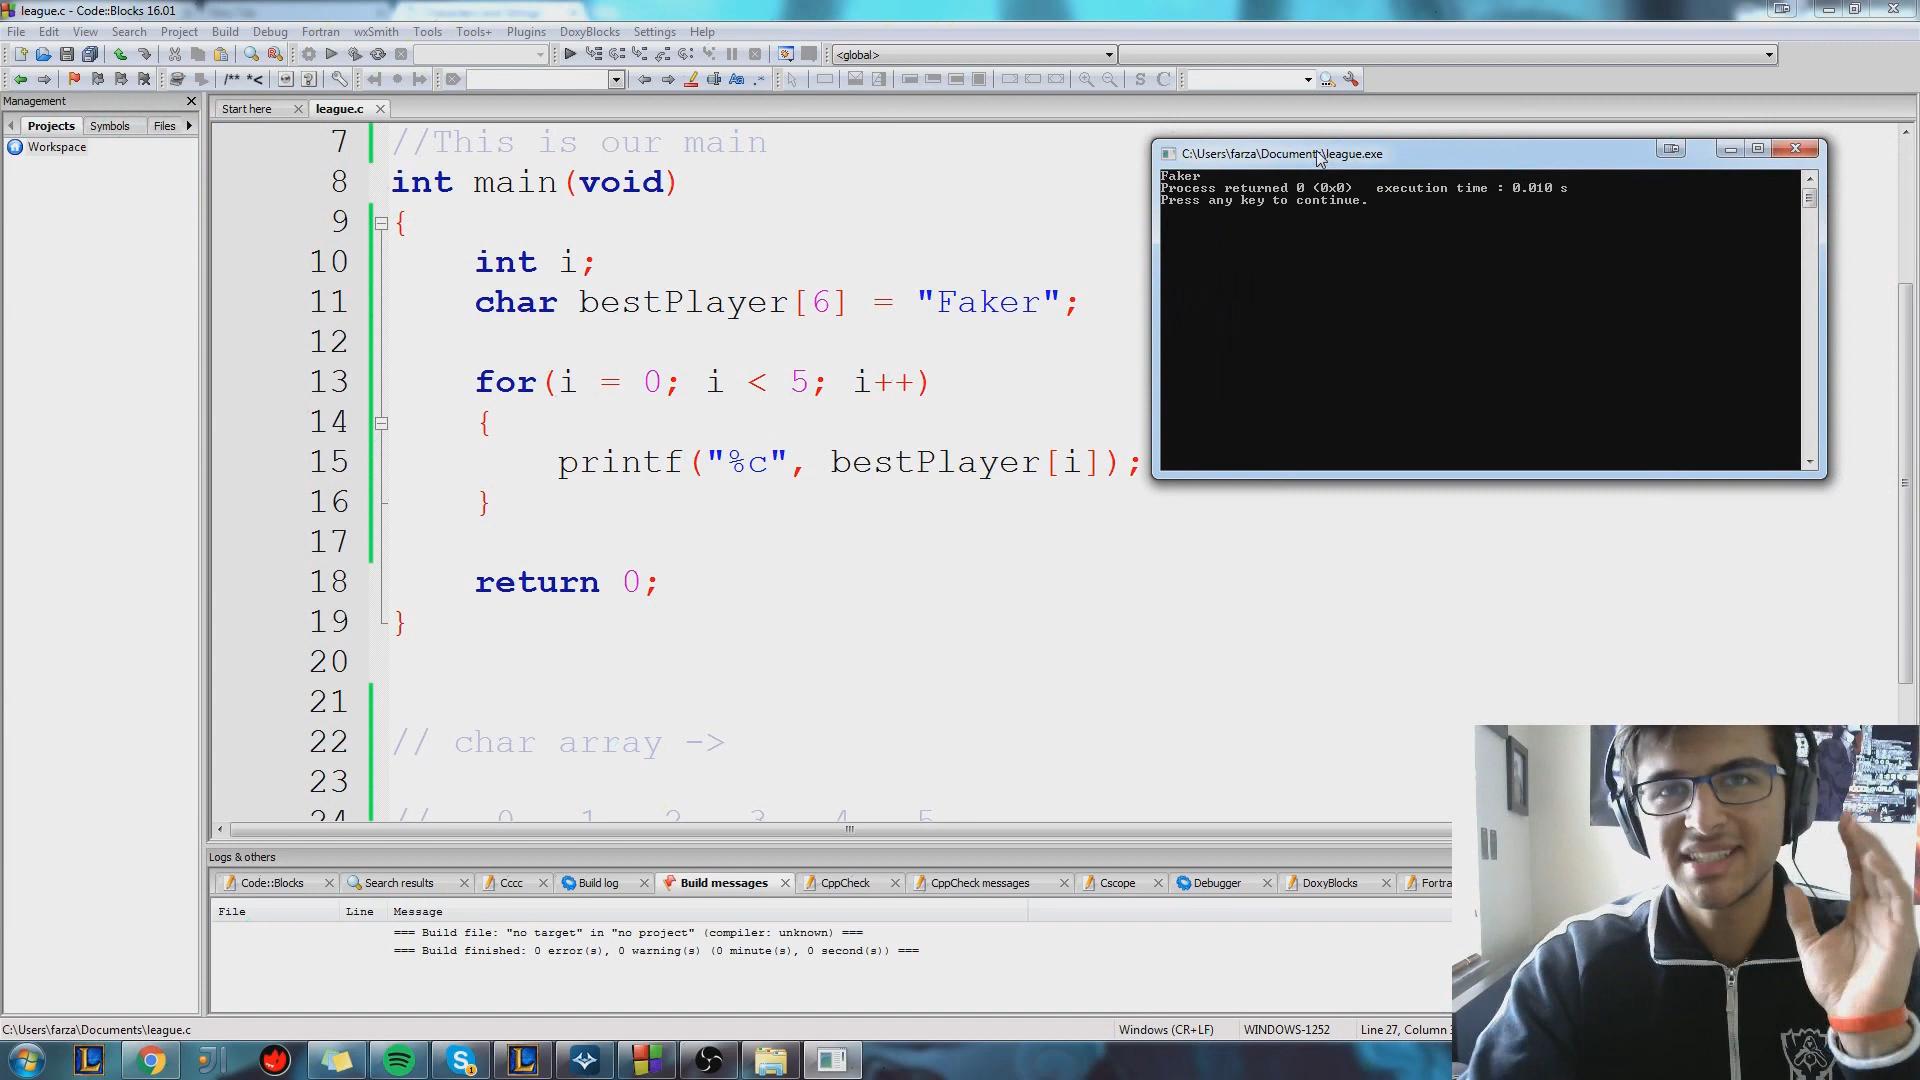 league.c - Code::Blocks 16.01
File Edit View Search Project Build Debug Fortran wxSmith Tools Tools+ Plugins DoxyBlocks Settings Help
<global>
/** *<
Aa .*
S C
Management
Projects Symbols Files
Workspace
Start here league.c
7 //This is our main
8 int main(void)
9 {
10 int i;
11 char bestPlayer[6] = "Faker";
12
13 for(i = 0; i < 5; i++)
14 {
15 printf("%c", bestPlayer[i]);
16 }
17
18 return 0;
19 }
20
21
22 // char array ->
23
24 // 0 1 2 3 4 5
C:\Users\farza\Documents\league.exe
Faker
Process returned 0 (0x0) execution time : 0.010 s
Press any key to continue.
Logs & others
Code::Blocks Search results Cccc Build log Build messages CppCheck CppCheck messages Cscope Debugger DoxyBlocks Fortra
File Line Message
=== Build file: "no target" in "no project" (compiler: unknown) ===
=== Build finished: 0 error(s), 0 warning(s) (0 minute(s), 0 second(s)) ===
C:\Users\farza\Documents\league.c Windows (CR+LF) WINDOWS-1252 Line 27, Column